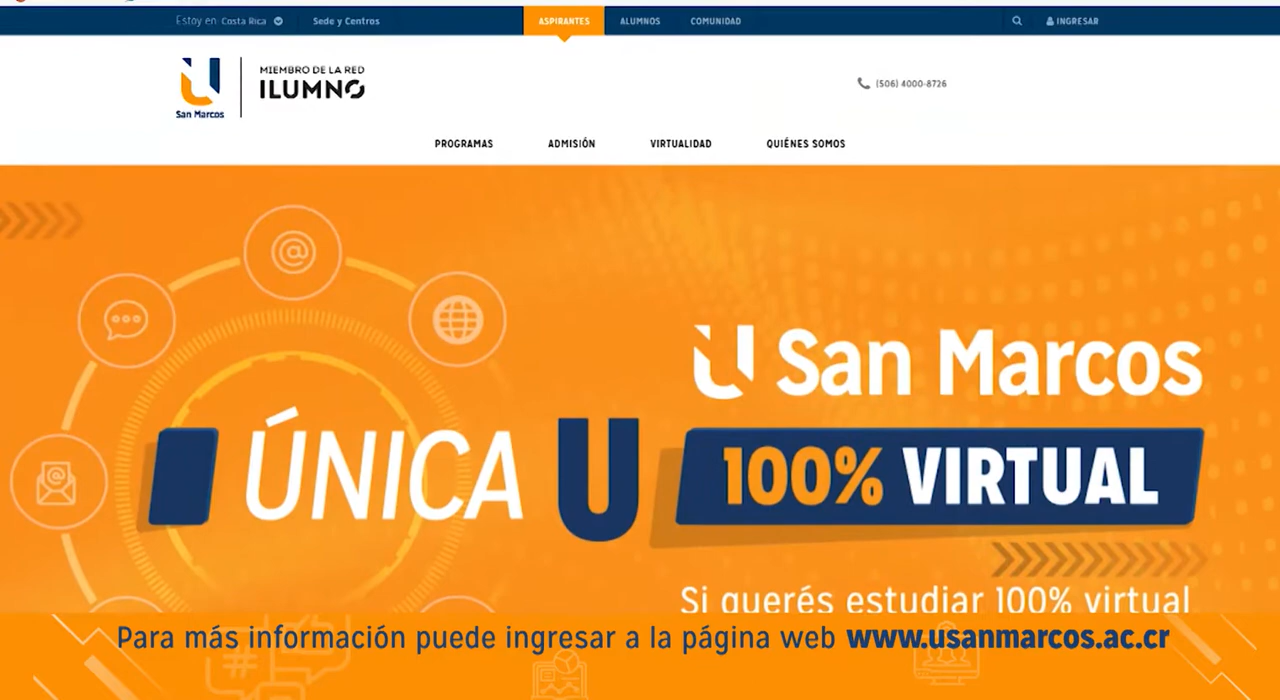 Estoy en: Costa Rica
Sede y Centros
ASPIRANTES
ALUMNOS
COMUNIDAD
INGRESAR
San Marcos
MIEMBRO DE LA RED
ILUMNO
(506) 4000-8726
PROGRAMAS
ADMISIÓN
VIRTUALIDAD
QUIÉNES SOMOS
U San Marcos
ÚNICA U 100% VIRTUAL
Si querés estudiar 100% virtual
Para más información puede ingresar a la página web www.usanmarcos.ac.cr